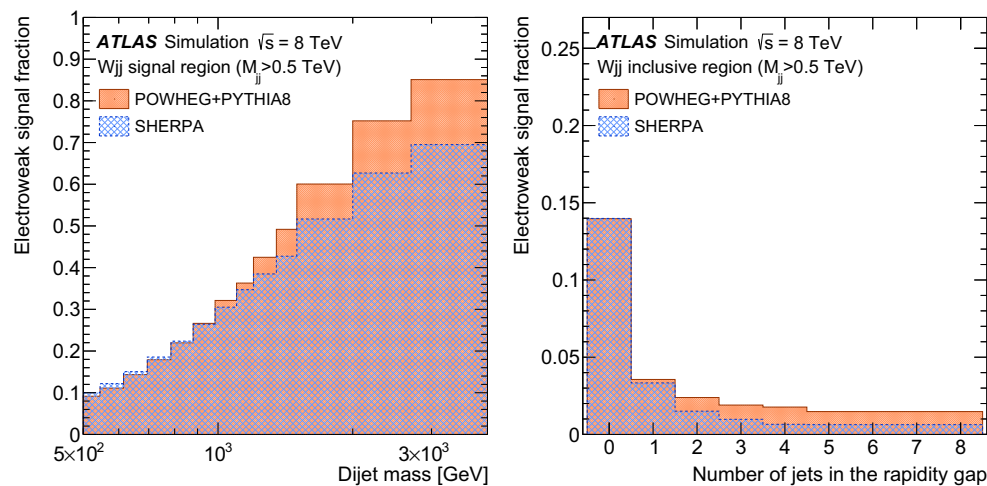 ATLAS Simulation √s = 8 TeV
Wjj signal region (Mjj>0.5 TeV)
POWHEG+PYTHIA8
SHERPA
Electroweak signal fraction
1
0.9
0.8
0.7
0.6
0.5
0.4
0.3
0.2
0.1
0
5×10²
10³
3×10³
Dijet mass [GeV]
ATLAS Simulation √s = 8 TeV
Wjj inclusive region (Mjj>0.5 TeV)
POWHEG+PYTHIA8
SHERPA
Electroweak signal fraction
0.25
0.2
0.15
0.1
0.05
0
0 1 2 3 4 5 6 7 8
Number of jets in the rapidity gap